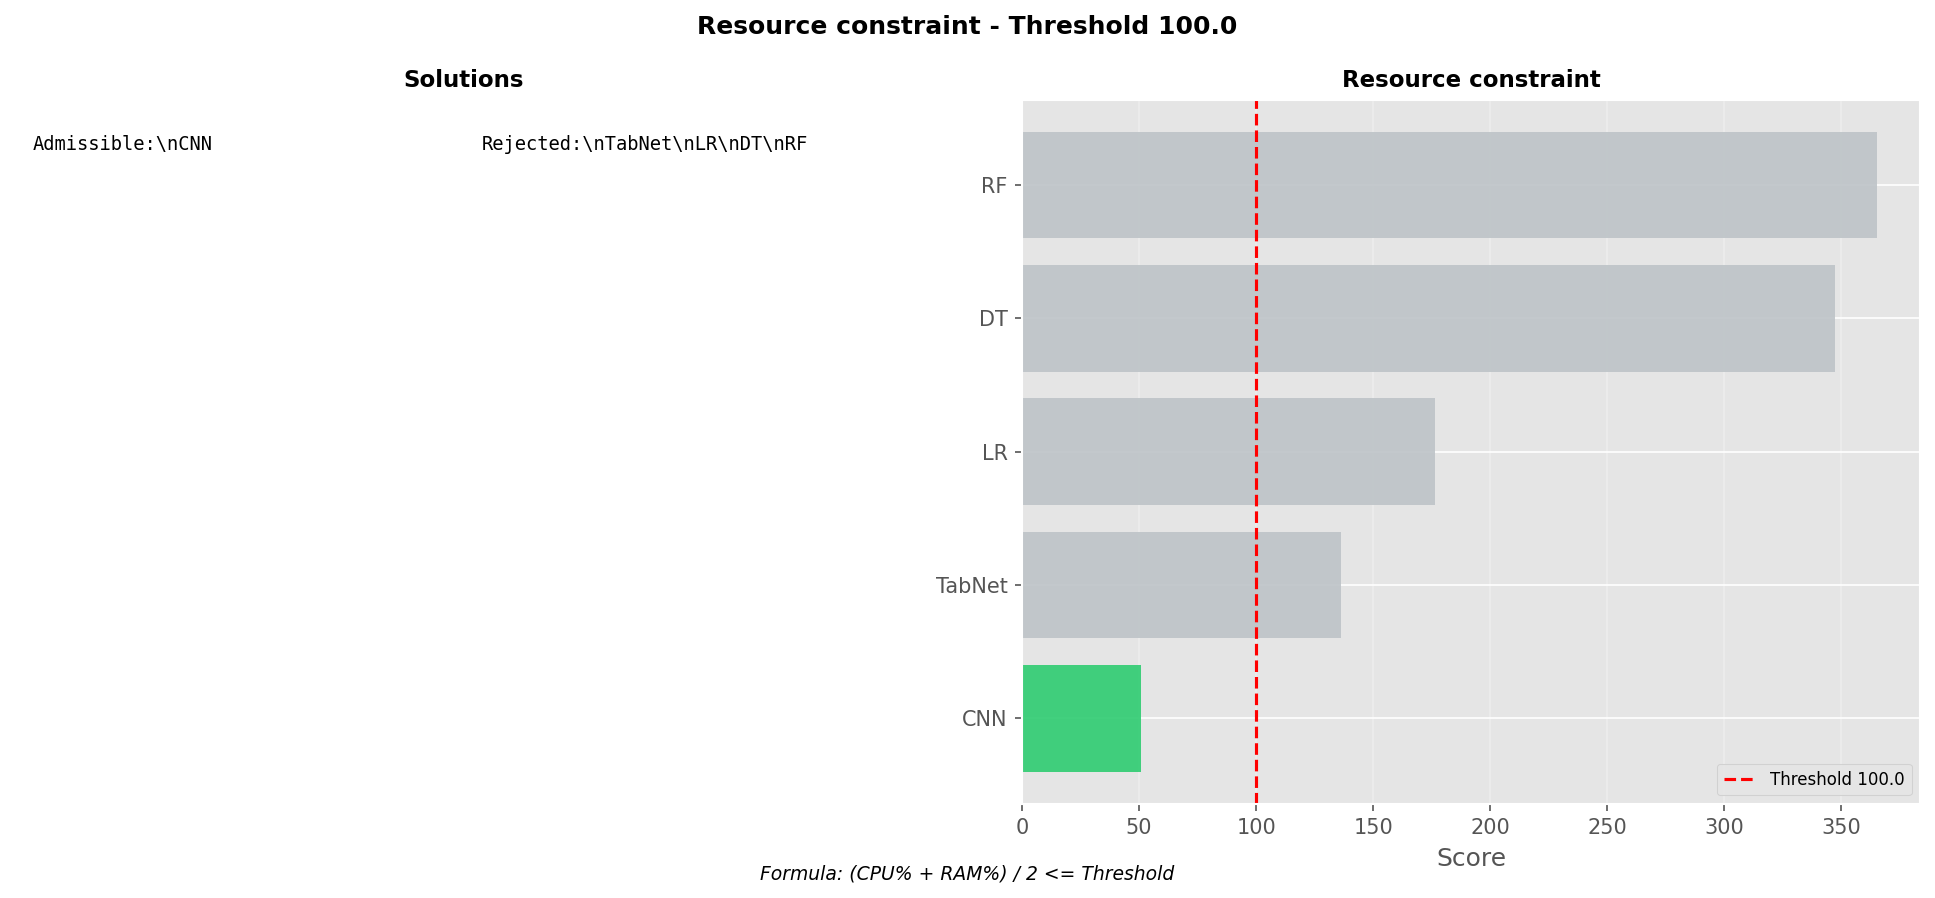 Resource constraint - Threshold 100.0
Solutions
Admissible:\nCNN
Rejected:\nTabNet\nLR\nDT\nRF
Resource constraint
RF
DT
LR
TabNet
CNN
Threshold 100.0
0 50 100 150 200 250 300 350
Score
Formula: (CPU% + RAM%) / 2 <= Threshold